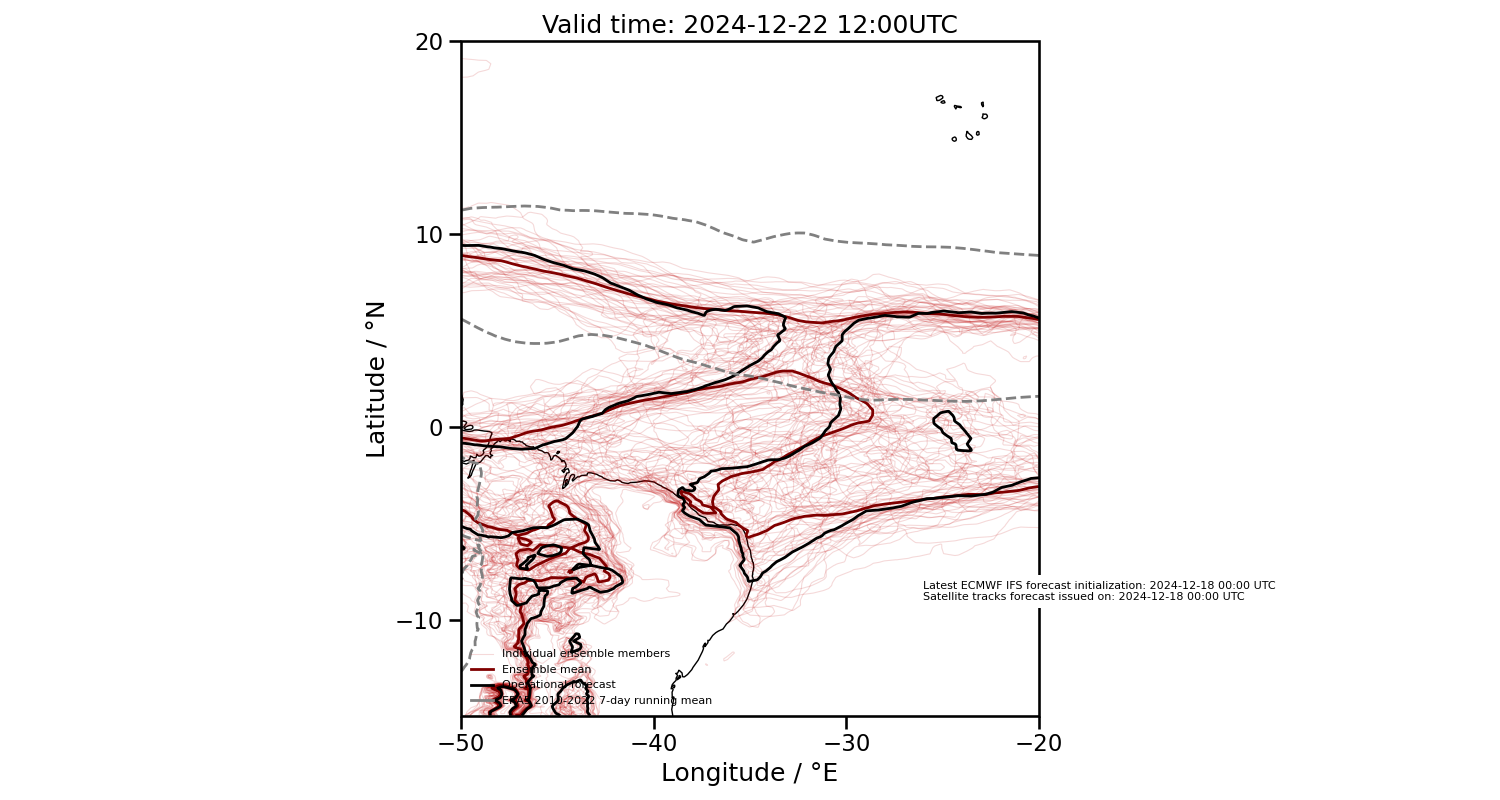 Valid time: 2024-12-22 12:00UTC
20
10
0
−10
Latitude / °N
Latest ECMWF IFS forecast initialization: 2024-12-18 00:00 UTC
Satellite tracks forecast issued on: 2024-12-18 00:00 UTC
Individual ensemble members
Ensemble mean
Operational forecast
ERA5 2010-2022 7-day running mean
−50
−40
−30
−20
Longitude / °E